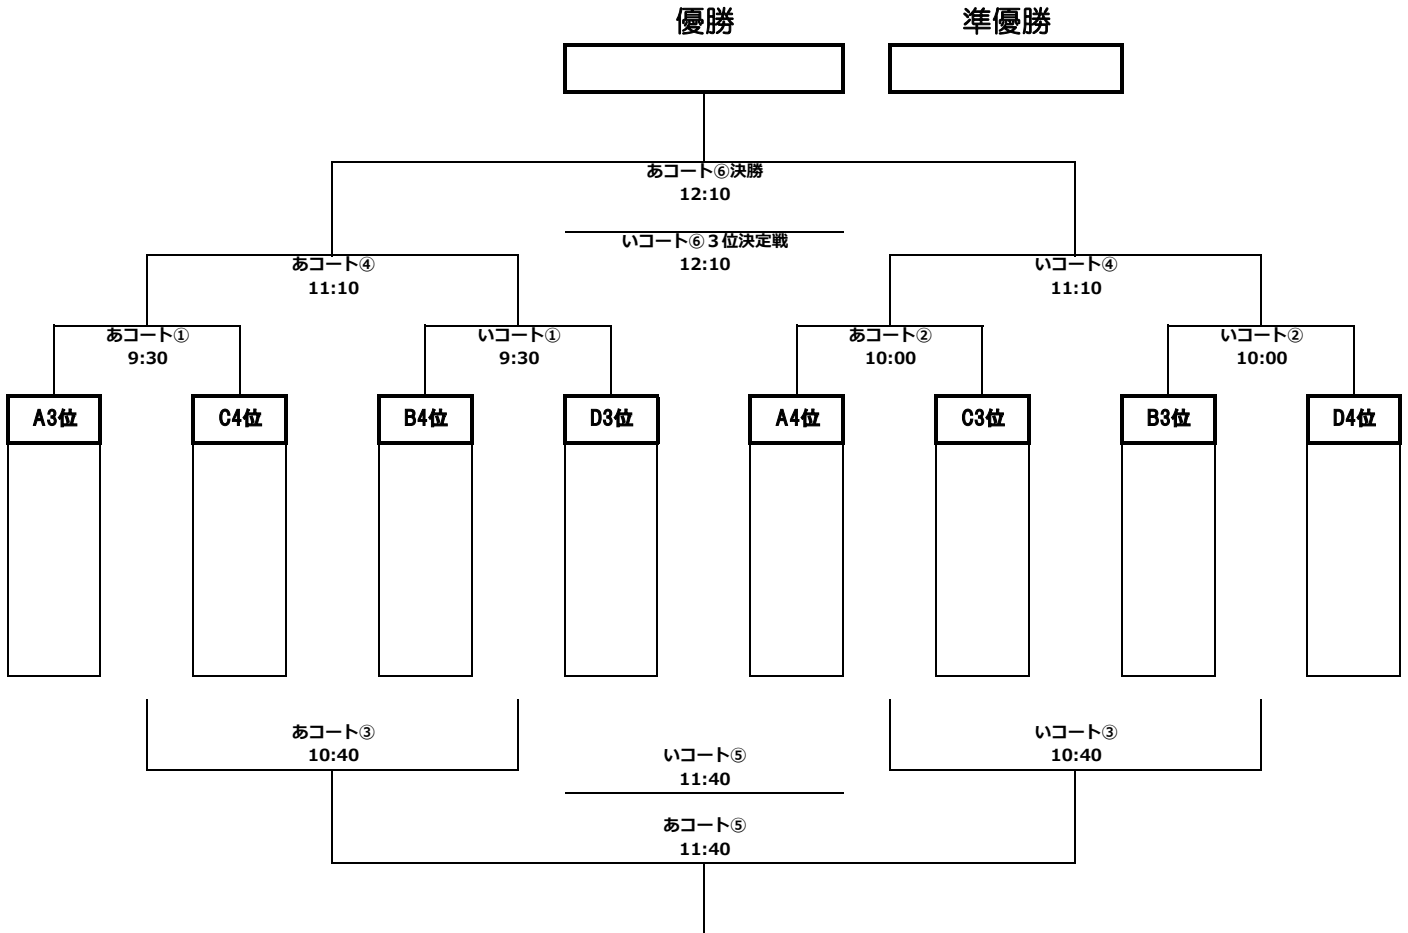 優勝 準優勝
あコート⑥決勝
12:10
いコート⑥３位決定戦
12:10
あコート④ いコート④
11:10 11:10
あコート① いコート① あコート② いコート②
9:30 9:30 10:00 10:00
A3位 C4位 B4位 D3位 A4位 C3位 B3位 D4位
あコート③ いコート③
10:40 10:40
いコート⑤
11:40
あコート⑤
11:40